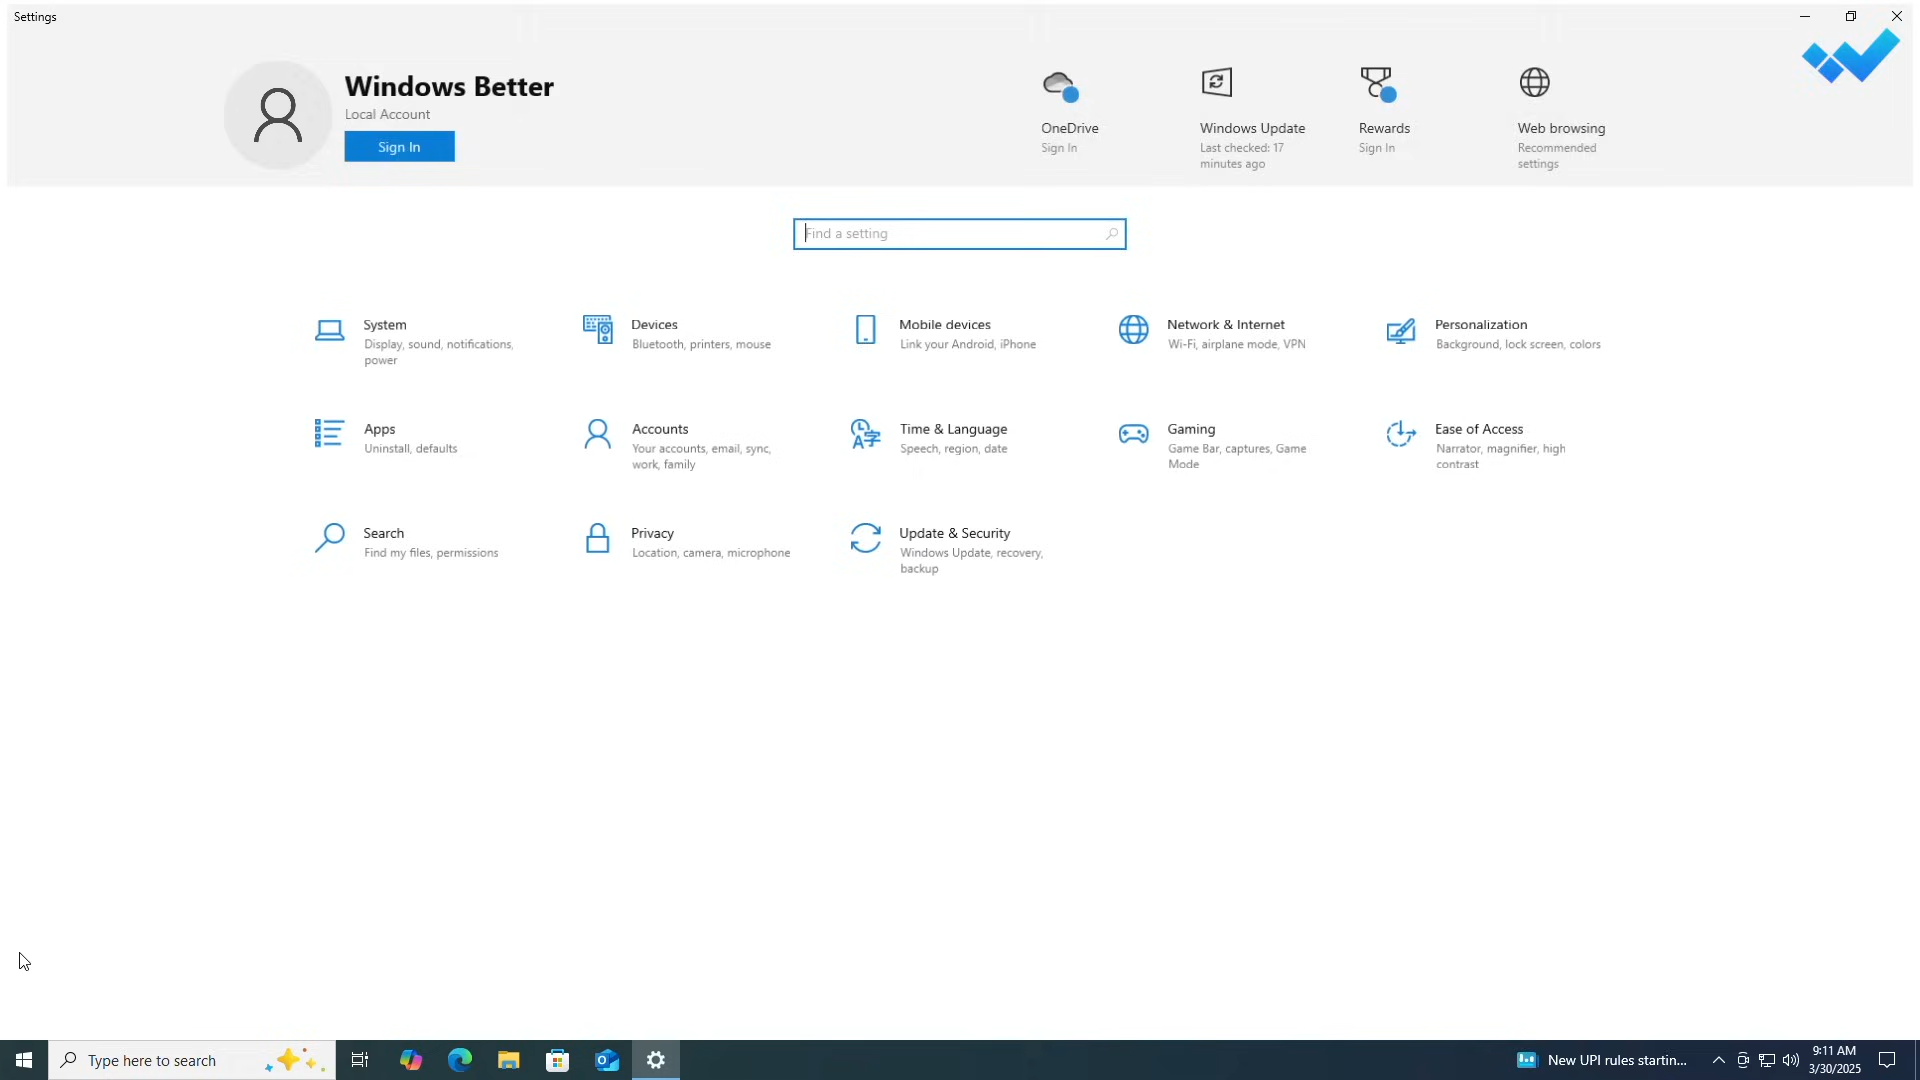 Settings
Windows Better
Local Account
Sign In
OneDrive
Sign In
Windows Update
Last checked: 17
minutes ago
Rewards
Sign In
Web browsing
Recommended
settings
Find a setting
System
Display, sound, notifications,
power
Devices
Bluetooth, printers, mouse
Mobile devices
Link your Android, iPhone
Network & Internet
Wi-Fi, airplane mode, VPN
Personalization
Background, lock screen, colors
Apps
Uninstall, defaults
Accounts
Your accounts, email, sync,
work, family
Time & Language
Speech, region, date
Gaming
Game Bar, captures, Game
Mode
Ease of Access
Narrator, magnifier, high
contrast
Search
Find my files, permissions
Privacy
Location, camera, microphone
Update & Security
Windows Update, recovery,
backup
Type here to search
New UPI rules startin...
9:11 AM
3/30/2025